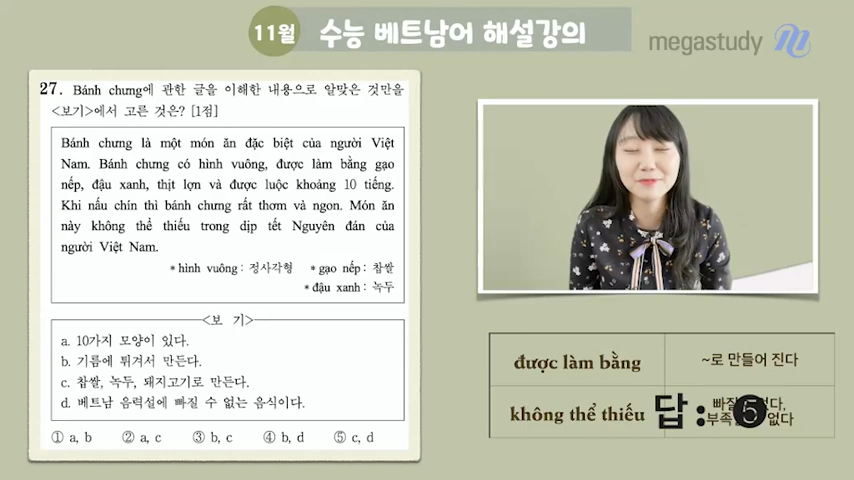 11월 수능 베트남어 해설강의
megastudy
27. Bánh chưng에 관한 글을 이해한 내용으로 알맞은 것만을
<보기>에서 고른 것은? [1점]
Bánh chưng là một món ăn đặc biệt của người Việt
Nam. Bánh chưng có hình vuông, được làm bằng gạo
nếp, đậu xanh, thịt lợn và được luộc khoảng 10 tiếng.
Khi nấu chín thì bánh chưng rất thơm và ngon. Món ăn
này không thể thiếu trong dịp tết Nguyên đán của
người Việt Nam.
* hình vuông : 정사각형 * gạo nếp : 찹쌀
* đậu xanh : 녹두
<보 기>
a. 10가지 모양이 있다.
b. 기름에 튀겨서 만든다.
c. 찹쌀, 녹두, 돼지고기로 만든다.
d. 베트남 음력설에 빠질 수 없는 음식이다.
① a, b ② a, c ③ b, c ④ b, d ⑤ c, d
được làm bằng ~로 만들어 진다
không thể thiếu
답 : ⑤